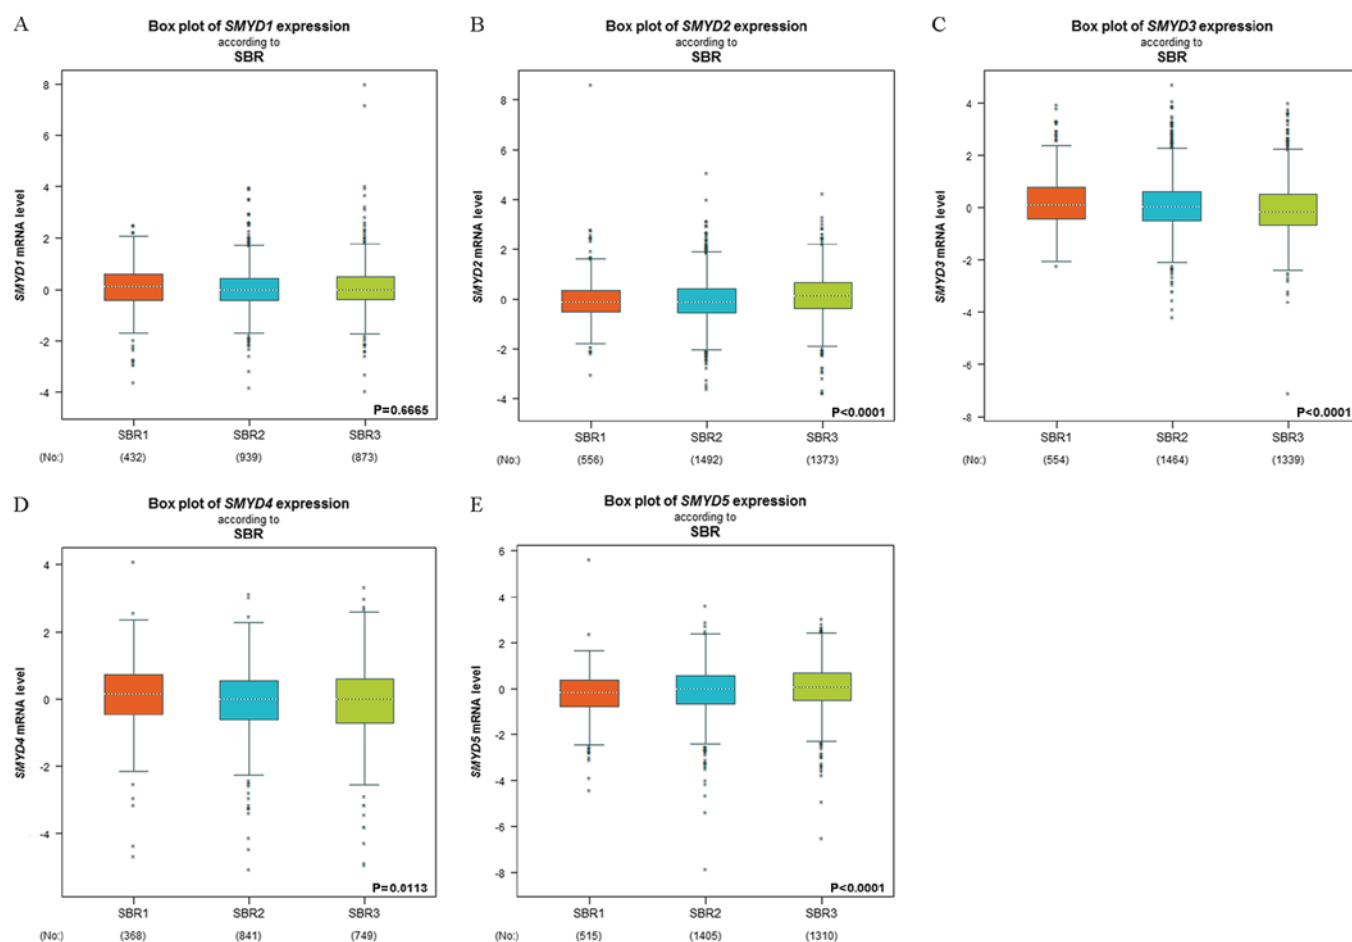 A
Box plot of SMYD1 expression
according to
SBR
SMYD1 mRNA level
8
6
4
2
0
-2
-4
P=0.6665
SBR1 SBR2 SBR3
(No:) (432) (939) (873)
B
Box plot of SMYD2 expression
according to
SBR
SMYD2 mRNA level
8
6
4
2
0
-2
-4
P<0.0001
SBR1 SBR2 SBR3
(No:) (556) (1492) (1373)
C
Box plot of SMYD3 expression
according to
SBR
SMYD3 mRNA level
4
2
0
-2
-4
-6
-8
P<0.0001
SBR1 SBR2 SBR3
(No:) (554) (1464) (1339)
D
Box plot of SMYD4 expression
according to
SBR
SMYD4 mRNA level
4
2
0
-2
-4
P=0.0113
SBR1 SBR2 SBR3
(No:) (368) (841) (749)
E
Box plot of SMYD5 expression
according to
SBR
SMYD5 mRNA level
6
4
2
0
-2
-4
-6
-8
P<0.0001
SBR1 SBR2 SBR3
(No:) (515) (1405) (1310)